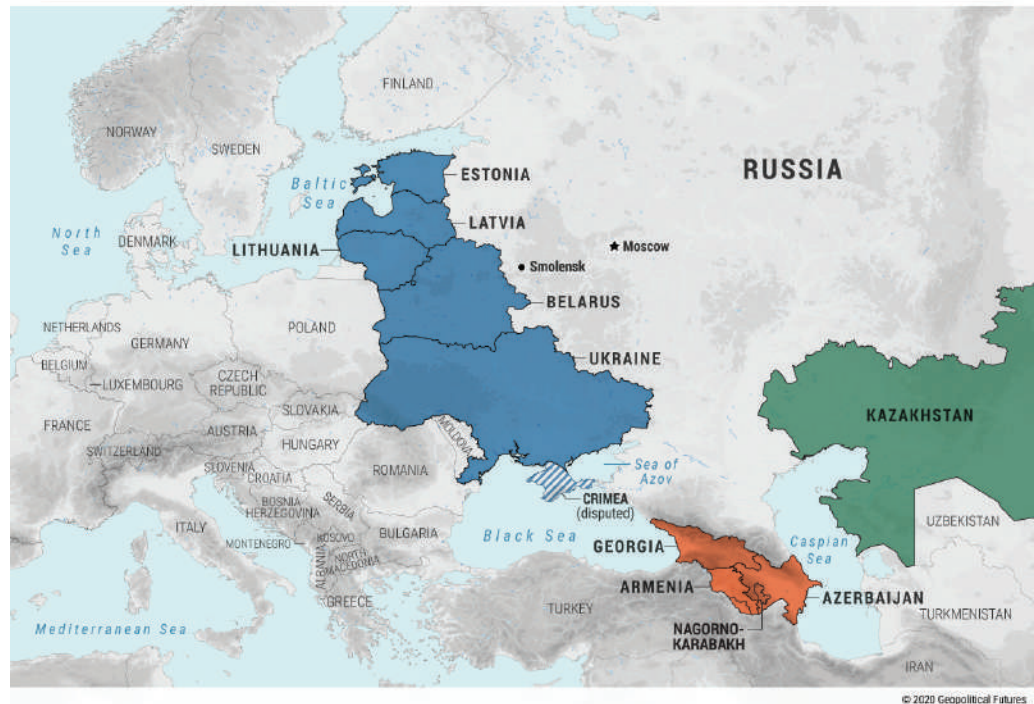 FINLAND
NORWAY
SWEDEN
RUSSIA
ESTONIA
Baltic
Sea
North
Sea
LATVIA
DENMARK
LITHUANIA
Moscow
Smolensk
BELARUS
NETHERLANDS
POLAND
GERMANY
UKRAINE
BELGIUM
LUXEMBOURG
CZECH
REPUBLIC
KAZAKHSTAN
SLOVAKIA
FRANCE
AUSTRIA
MOLDOVA
HUNGARY
SWITZERLAND
SLOVENIA
ROMANIA
Sea of
Azov
CROATIA
CRIMEA
(disputed)
BOSNIA
HERZEGOVINA
SERBIA
UZBEKISTAN
ITALY
BULGARIA
Black Sea
KOSOVO
MONTENEGRO
GEORGIA
Caspian
Sea
NORTH
MACEDONIA
ALBANIA
ARMENIA
AZERBAIJAN
GREECE
TURKEY
TURKMENISTAN
Mediterranean Sea
NAGORNO-
KARABAKH
IRAN
© 2020 Geopolitical Futures